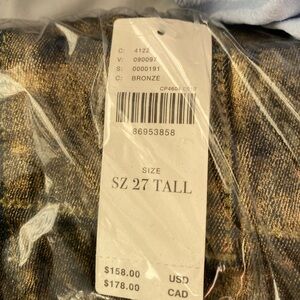 C: 4122
V: 090097
S: 0000191
C: BRONZE
86953858
SIZE
SZ 27 TALL
$158.00 USD
$178.00 CAD